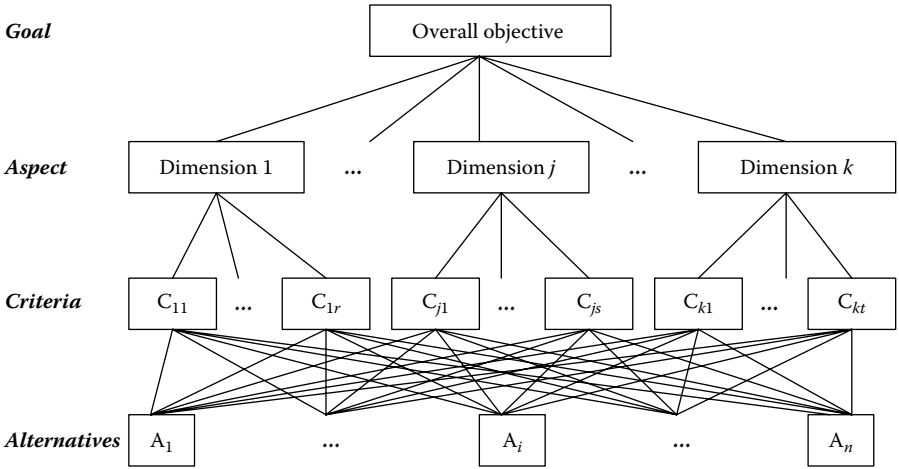 Goal Overall objective
Aspect Dimension 1 ... Dimension j ... Dimension k
Criteria C₁₁ ... C₁ᵣ Cⱼ₁ ... Cⱼₛ Cₖ₁ ... Cₖₜ
Alternatives A₁ ... Aᵢ ... Aₙ